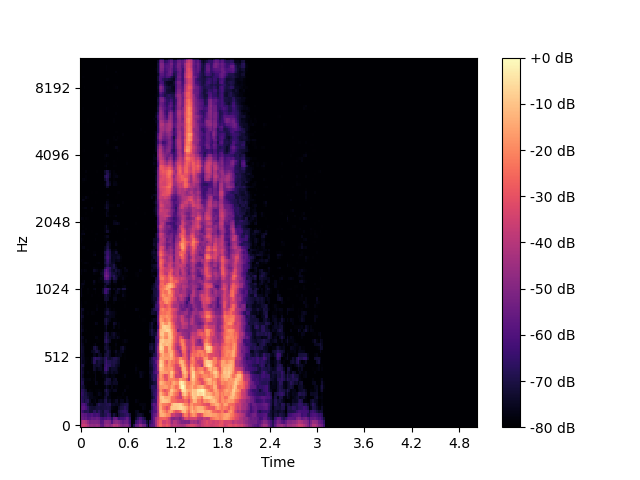 +0 dB
8192
-10 dB
4096
-20 dB
-30 dB
2048
Hz
-40 dB
1024
-50 dB
512
-60 dB
-70 dB
0
-80 dB
0 0.6 1.2 1.8 2.4 3 3.6 4.2 4.8
Time